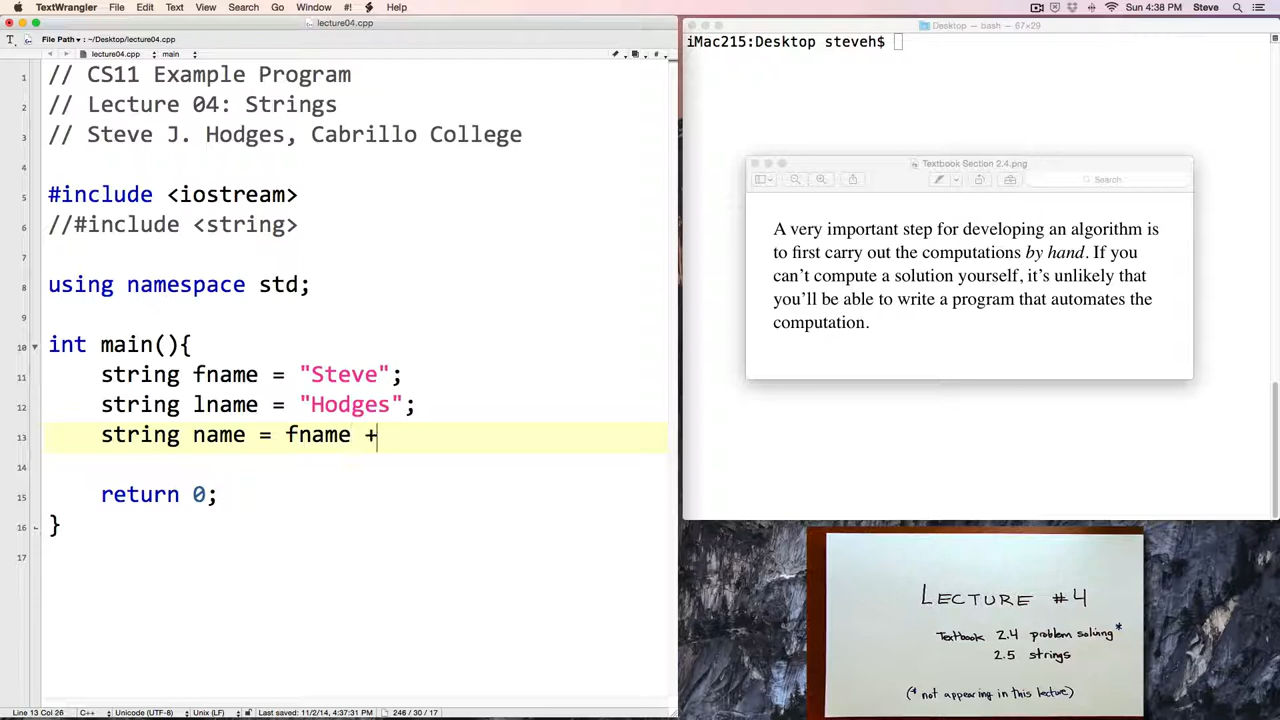 TextWrangler File Edit Text View Search Go Window #! Help
Sun 4:38 PM Steve
lecture04.cpp
File Path ▾ : ~/Desktop/lecture04.cpp
lecture04.cpp main
1 // CS11 Example Program
2 // Lecture 04: Strings
3 // Steve J. Hodges, Cabrillo College
4
5 #include <iostream>
6 //#include <string>
7
8 using namespace std;
9
10 int main(){
11 string fname = "Steve";
12 string lname = "Hodges";
13 string name = fname +
14
15 return 0;
16 }
17
Line 13 Col 26 C++ Unicode (UTF-8) Unix (LF) Last saved: 11/2/14, 4:37:31 PM 246 / 30 / 17
Desktop — bash — 67×29
iMac215:Desktop steveh$
Textbook Section 2.4.png
Search
A very important step for developing an algorithm is
to first carry out the computations by hand. If you
can't compute a solution yourself, it's unlikely that
you'll be able to write a program that automates the
computation.
LECTURE #4
Textbook 2.4 problem solving*
2.5 strings
(* not appearing in this lecture)